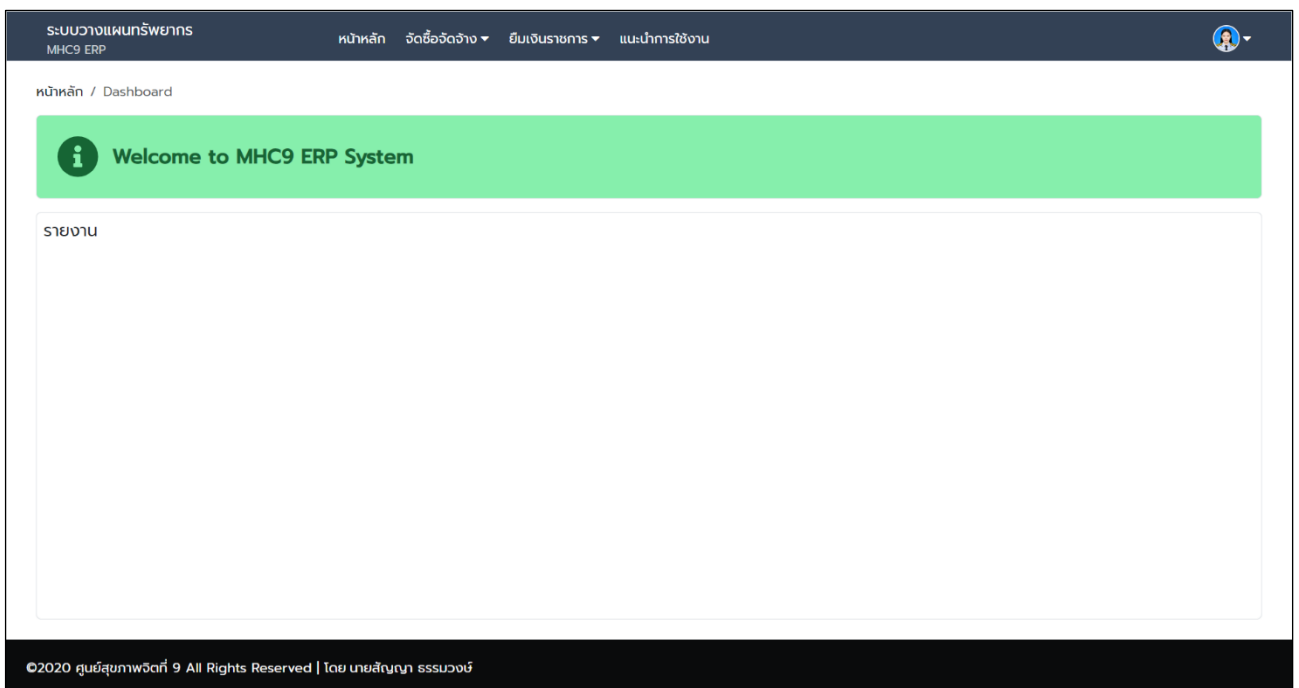 ระบบวางแผนทรัพยากร
MHC9 ERP
หน้าหลัก จัดซื้อจัดจ้าง ยืมเงินราชการ แนะนำการใช้งาน
หน้าหลัก / Dashboard
Welcome to MHC9 ERP System
รายงาน
©2020 ศูนย์สุขภาพจิตที่ 9 All Rights Reserved | โดย นายสัญญา ธรรมวงษ์